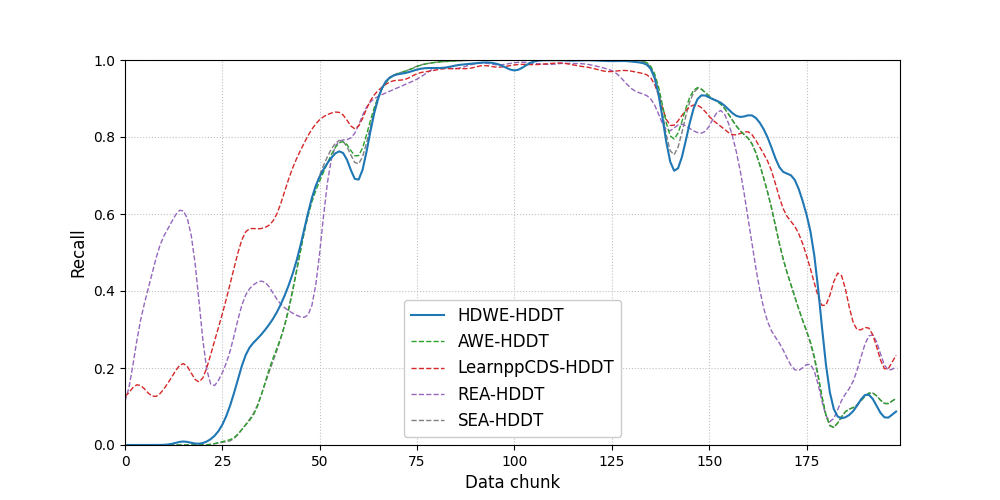 1.0
0.8
0.6
0.4
0.2
0.0
Recall
HDWE-HDDT
AWE-HDDT
LearnppCDS-HDDT
REA-HDDT
SEA-HDDT
0 25 50 75 100 125 150 175
Data chunk